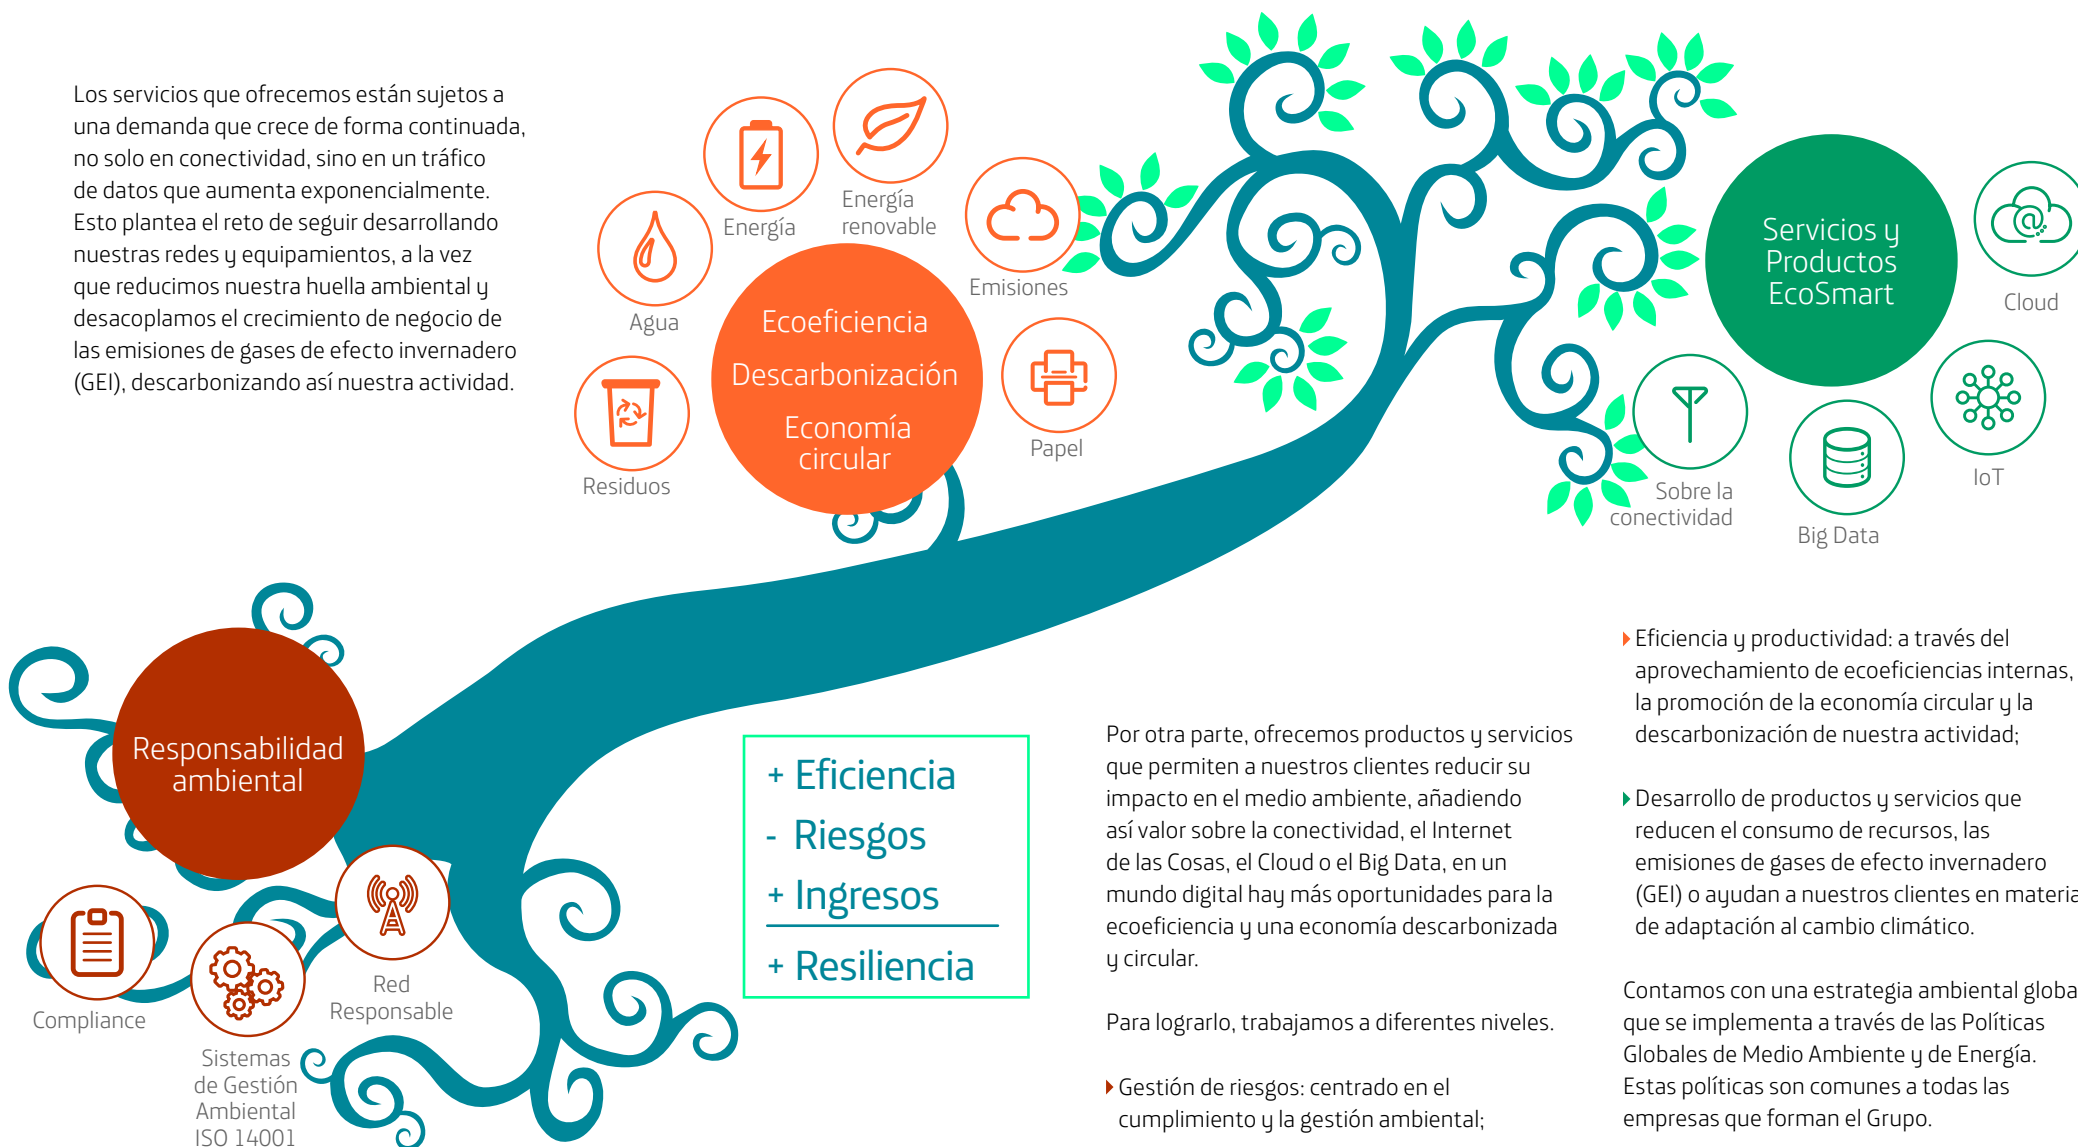 Los servicios que ofrecemos están sujetos a
una demanda que crece de forma continuada,
no solo en conectividad, sino en un tráfico
de datos que aumenta exponencialmente.
Esto plantea el reto de seguir desarrollando
nuestras redes y equipamientos, a la vez
que reducimos nuestra huella ambiental y
desacoplamos el crecimiento de negocio de
las emisiones de gases de efecto invernadero
(GEI), descarbonizando así nuestra actividad.
Residuos
Agua
Energía
Energía
renovable
Emisiones
Papel
Ecoeficiencia
Descarbonización
Economía
circular
Servicios y
Productos
EcoSmart
@
Cloud
IoT
Big Data
Sobre la
conectividad
Responsabilidad
ambiental
Compliance
Sistemas
de Gestión
Ambiental
ISO 14001
Red
Responsable
+ Eficiencia
- Riesgos
+ Ingresos
+ Resiliencia
Por otra parte, ofrecemos productos y servicios
que permiten a nuestros clientes reducir su
impacto en el medio ambiente, añadiendo
así valor sobre la conectividad, el Internet
de las Cosas, el Cloud o el Big Data, en un
mundo digital hay más oportunidades para la
ecoeficiencia y una economía descarbonizada
y circular.
Para lograrlo, trabajamos a diferentes niveles.
Gestión de riesgos: centrado en el
cumplimiento y la gestión ambiental;
Eficiencia y productividad: a través del
aprovechamiento de ecoeficiencias internas,
la promoción de la economía circular y la
descarbonización de nuestra actividad;
Desarrollo de productos y servicios que
reducen el consumo de recursos, las
emisiones de gases de efecto invernadero
(GEI) o ayudan a nuestros clientes en materia
de adaptación al cambio climático.
Contamos con una estrategia ambiental globa
que se implementa a través de las Políticas
Globales de Medio Ambiente y de Energía.
Estas políticas son comunes a todas las
empresas que forman el Grupo.